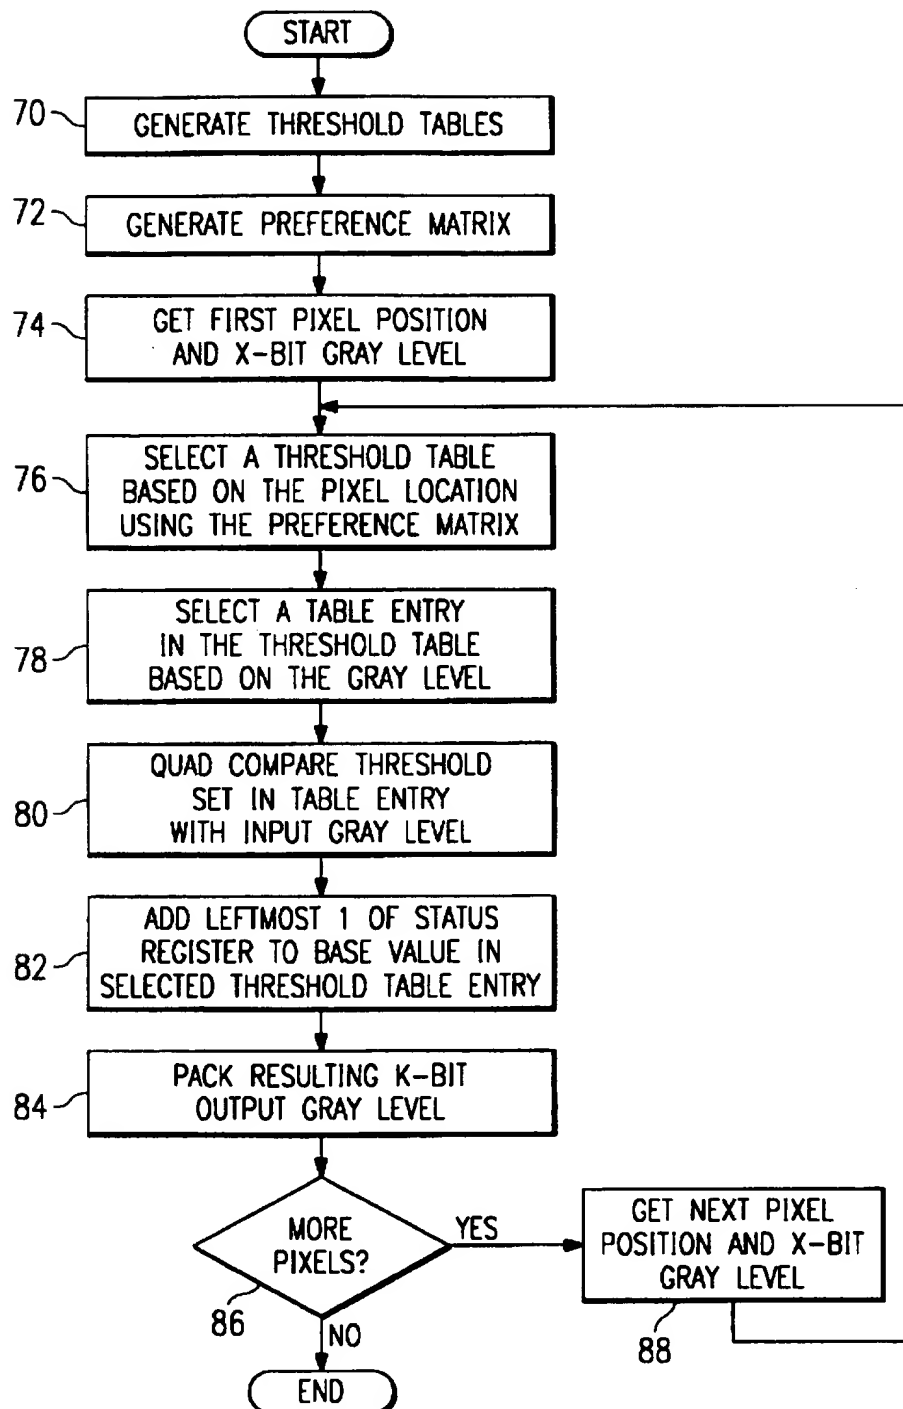 START
70
GENERATE THRESHOLD TABLES
72
GENERATE PREFERENCE MATRIX
74
GET FIRST PIXEL POSITION
AND X-BIT GRAY LEVEL
76
SELECT A THRESHOLD TABLE
BASED ON THE PIXEL LOCATION
USING THE PREFERENCE MATRIX
78
SELECT A TABLE ENTRY
IN THE THRESHOLD TABLE
BASED ON THE GRAY LEVEL
80
QUAD COMPARE THRESHOLD
SET IN TABLE ENTRY
WITH INPUT GRAY LEVEL
82
ADD LEFTMOST 1 OF STATUS
REGISTER TO BASE VALUE IN
SELECTED THRESHOLD TABLE ENTRY
84
PACK RESULTING K-BIT
OUTPUT GRAY LEVEL
MORE
PIXELS?
86
YES
GET NEXT PIXEL
POSITION AND X-BIT
GRAY LEVEL
88
NO
END